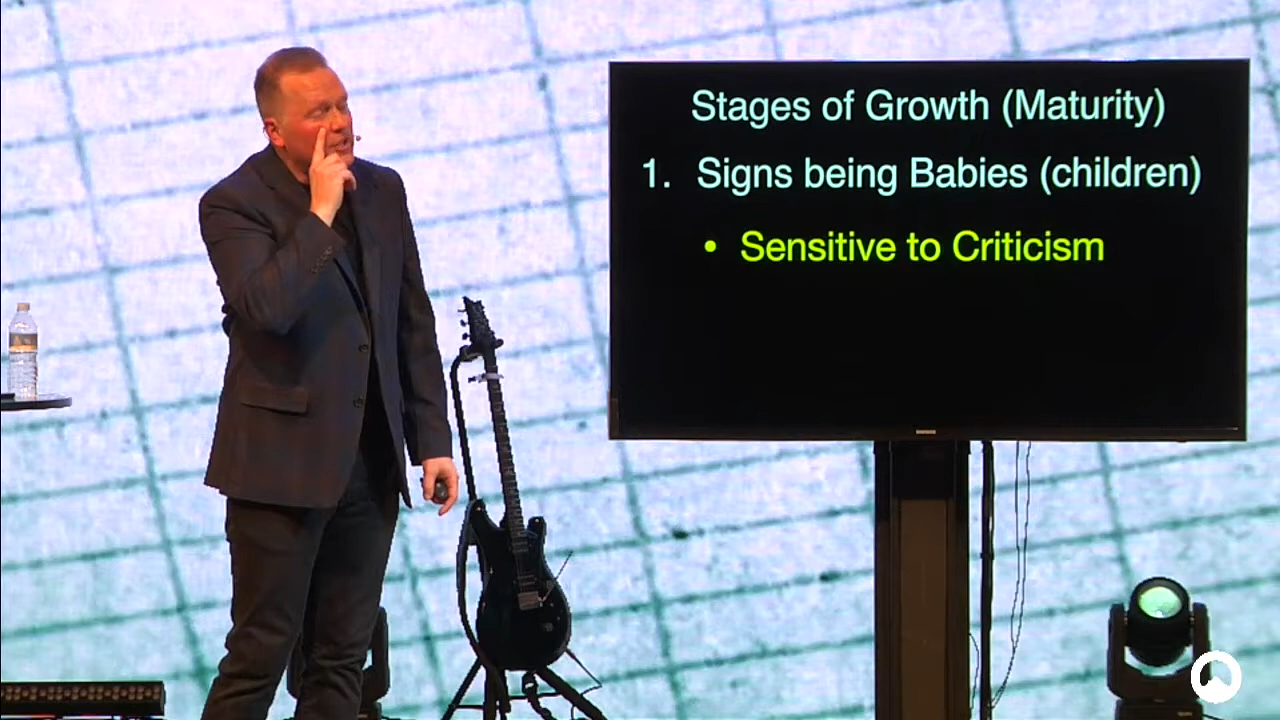 Stages of Growth (Maturity)
1. Signs being Babies (children)
• Sensitive to Criticism